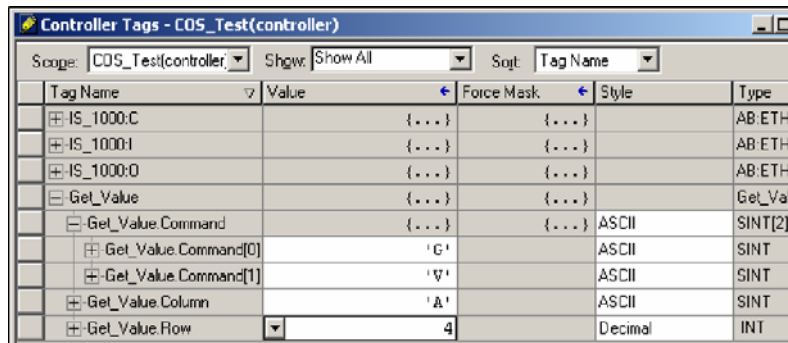 Controller Tags - COS_Test(controller)
Scope: COS_Test(controller) Show: Show All Sort: Tag Name
Tag Name Value Force Mask Style Type
IS_1000:C {...} {...} AB:ETH
IS_1000:I {...} {...} AB:ETH
IS_1000:O {...} {...} AB:ETH
Get_Value {...} {...} Get_Va
Get_Value.Command {...} {...} ASCII SINT[2]
Get_Value.Command[0] 'G' ASCII SINT
Get_Value.Command[1] 'V' ASCII SINT
Get_Value.Column 'A' ASCII SINT
Get_Value.Row 4 Decimal INT